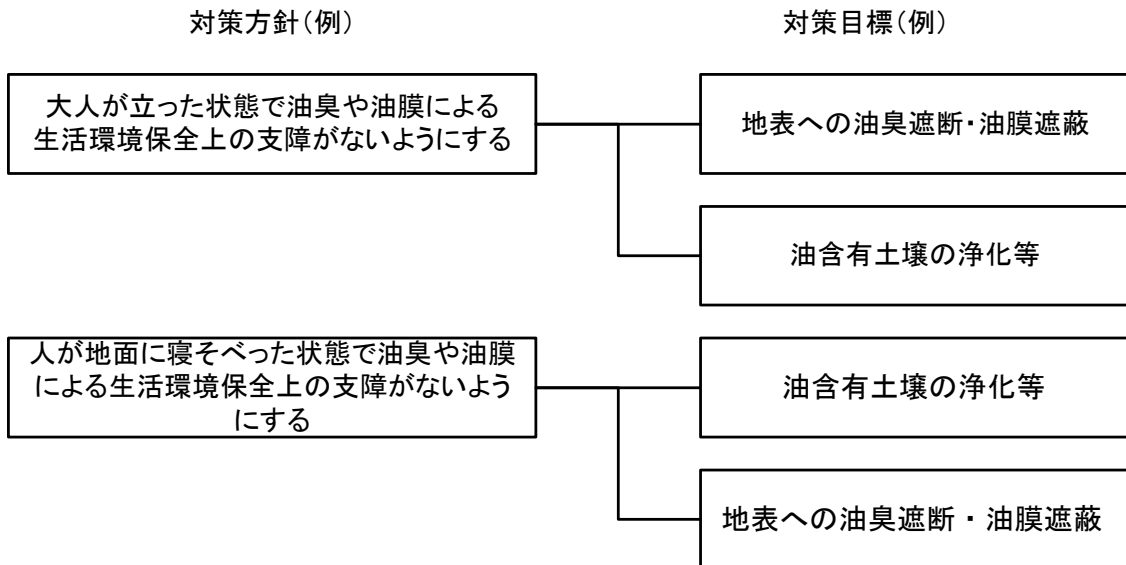 対策方針（例）
対策目標（例）
大人が立った状態で油臭や油膜による
生活環境保全上の支障がないようにする
地表への油臭遮断・油膜遮蔽
油含有土壌の浄化等
人が地面に寝そべった状態で油臭や油膜
による生活環境保全上の支障がないよう
にする
油含有土壌の浄化等
地表への油臭遮断・油膜遮蔽